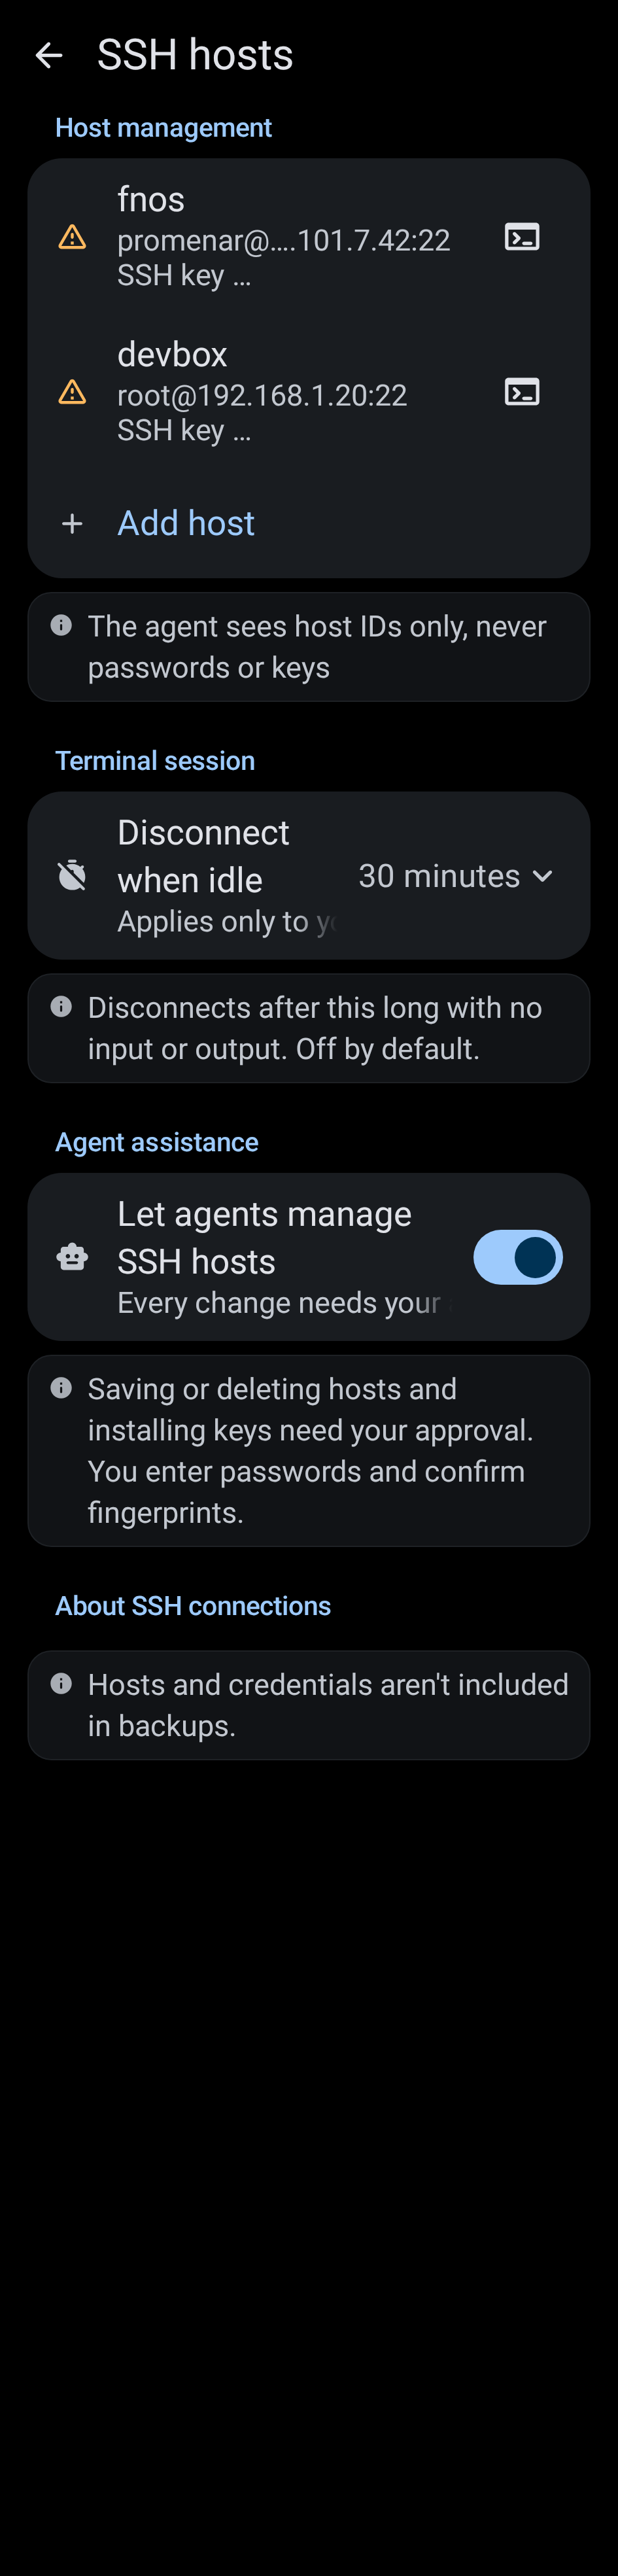 SSH hosts
Host management
fnos
promenar@....101.7.42:22
SSH key ...
devbox
root@192.168.1.20:22
SSH key ...
Add host
The agent sees host IDs only, never
passwords or keys
Terminal session
Disconnect
when idle
30 minutes
Applies only to
Disconnects after this long with no
input or output. Off by default.
Agent assistance
Let agents manage
SSH hosts
Every change needs your
Saving or deleting hosts and
installing keys need your approval.
You enter passwords and confirm
fingerprints.
About SSH connections
Hosts and credentials aren't included
in backups.